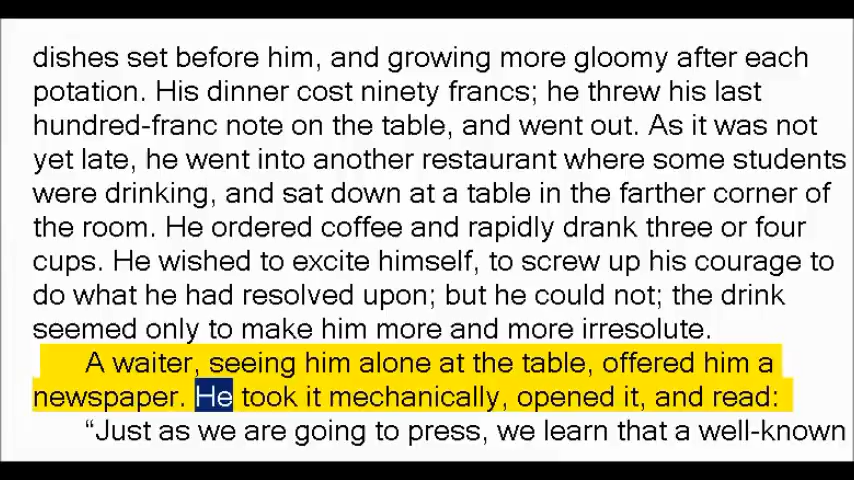 dishes set before him, and growing more gloomy after each
potation. His dinner cost ninety francs; he threw his last
hundred-franc note on the table, and went out. As it was not
yet late, he went into another restaurant where some students
were drinking, and sat down at a table in the farther corner of
the room. He ordered coffee and rapidly drank three or four
cups. He wished to excite himself, to screw up his courage to
do what he had resolved upon; but he could not; the drink
seemed only to make him more and more irresolute.
A waiter, seeing him alone at the table, offered him a
newspaper. He took it mechanically, opened it, and read:
“Just as we are going to press, we learn that a well-known